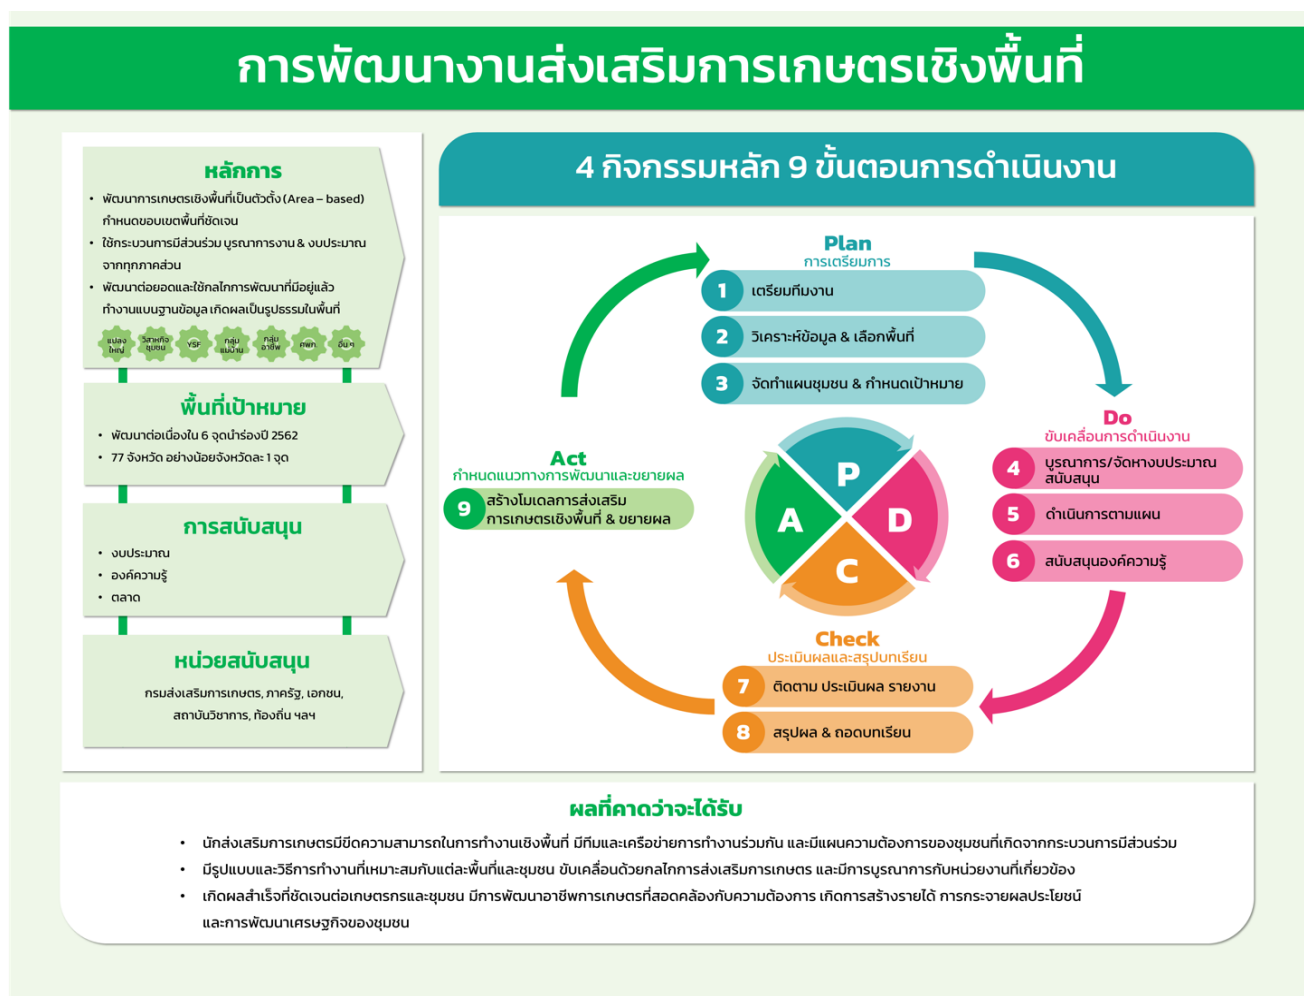 การพัฒนางานส่งเสริมการเกษตรเชิงพื้นที่
หลักการ
• พัฒนาการเกษตรเชิงพื้นที่เป็นตัวตั้ง (Area – based)
กำหนดขอบเขตพื้นที่ชัดเจน
• ใช้กระบวนการมีส่วนร่วม บูรณาการงาน & งบประมาณ
จากทุกภาคส่วน
• พัฒนาต่อยอดและใช้กลไกการพัฒนาที่มีอยู่แล้ว
ทำงานแบนฐานข้อมูล เกิดผลเป็นรูปธรรมในพื้นที่
แปลง
ใหญ่
วิสาหกิจ
ชุมชน
YSF
กลุ่ม
แม่บ้าน
กลุ่ม
อาชีพ
ศพก.
อื่น ๆ
พื้นที่เป้าหมาย
• พัฒนาต่อเนื่องใน 6 จุดนำร่องปี 2562
• 77 จังหวัด อย่างน้อยจังหวัดละ 1 จุด
การสนับสนุน
• งบประมาณ
• องค์ความรู้
• ตลาด
หน่วยสนับสนุน
กรมส่งเสริมการเกษตร, ภาครัฐ, เอกชน,
สถาบันวิชาการ, ท้องถิ่น ฯลฯ
4 กิจกรรมหลัก 9 ขั้นตอนการดำเนินงาน
Plan
การเตรียมการ
1 เตรียมทีมงาน
2 วิเคราะห์ข้อมูล & เลือกพื้นที่
3 จัดทำแผนชุมชน & กำหนดเป้าหมาย
Do
ขับเคลื่อนการดำเนินงาน
4 บูรณาการ/จัดหางบประมาณ
สนับสนุน
5 ดำเนินการตามแผน
6 สนับสนุนองค์ความรู้
Check
ประเมินผลและสรุปบทเรียน
7 ติดตาม ประเมินผล รายงาน
8 สรุปผล & ถอดบทเรียน
Act
กำหนดแนวทางการพัฒนาและขยายผล
9 สร้างโมเดลการส่งเสริม
การเกษตรเชิงพื้นที่ & ขยายผล
P
D
C
A
ผลที่คาดว่าจะได้รับ
• นักส่งเสริมการเกษตรมีขีดความสามารถในการทำงานเชิงพื้นที่ มีทีมและเครือข่ายการทำงานร่วมกัน และมีแผนความต้องการของชุมชนที่เกิดจากกระบวนการมีส่วนร่วม
• มีรูปแบบและวิธีการทำงานที่เหมาะสมกับแต่ละพื้นที่และชุมชน ขับเคลื่อนด้วยกลไกการส่งเสริมการเกษตร และมีการบูรณาการกับหน่วยงานที่เกี่ยวข้อง
• เกิดผลสำเร็จที่ชัดเจนต่อเกษตรกรและชุมชน มีการพัฒนาอาชีพการเกษตรที่สอดคล้องกับความต้องการ เกิดการสร้างรายได้ การกระจายผลประโยชน์
และการพัฒนาเศรษฐกิจของชุมชน